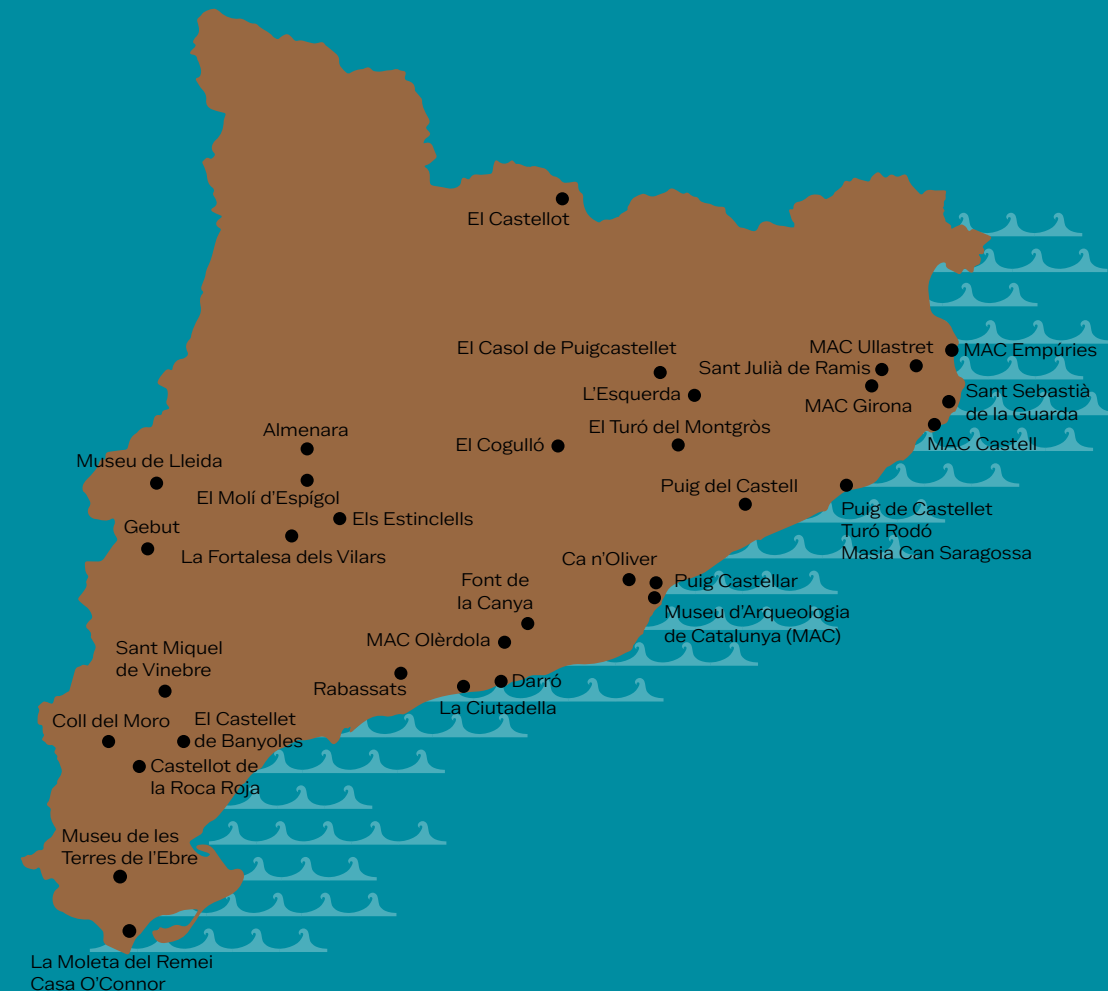 El Castellot
El Casol de Puigcastellet
MAC Ullastret
MAC Empúries
Sant Julià de Ramis
L'Esquerda
MAC Girona
Sant Sebastià
de la Guarda
El Turó del Montgròs
Almenara
El Cogulló
MAC Castell
Museu de Lleida
El Molí d'Espígol
Puig del Castell
Puig de Castellet
Turó Rodó
Masia Can Saragossa
Els Estinclells
Gebut
La Fortalesa dels Vilars
Ca n'Oliver
Font de
la Canya
Puig Castellar
Museu d'Arqueologia
de Catalunya (MAC)
MAC Olèrdola
Sant Miquel
de Vinebre
Rabassats
Darró
La Ciutadella
Coll del Moro
El Castellet
de Banyoles
Castellot de
la Roca Roja
Museu de les
Terres de l'Ebre
La Moleta del Remei
Casa O'Connor